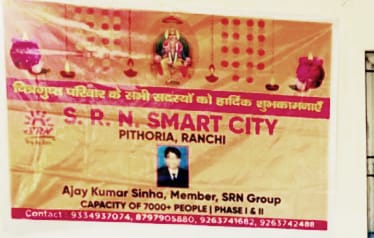 चित्रगुप्त परिवार के सभी सदस्यों को हार्दिक शुभकामनाएँ
SRN
S. R. N. SMART CITY
PITHORIA, RANCHI
Ajay Kumar Sinha, Member, SRN Group
CAPACITY OF 7000+ PEOPLE | PHASE I & II
Contact : 9334937074, 8797905880, 9263741682, 9263742488